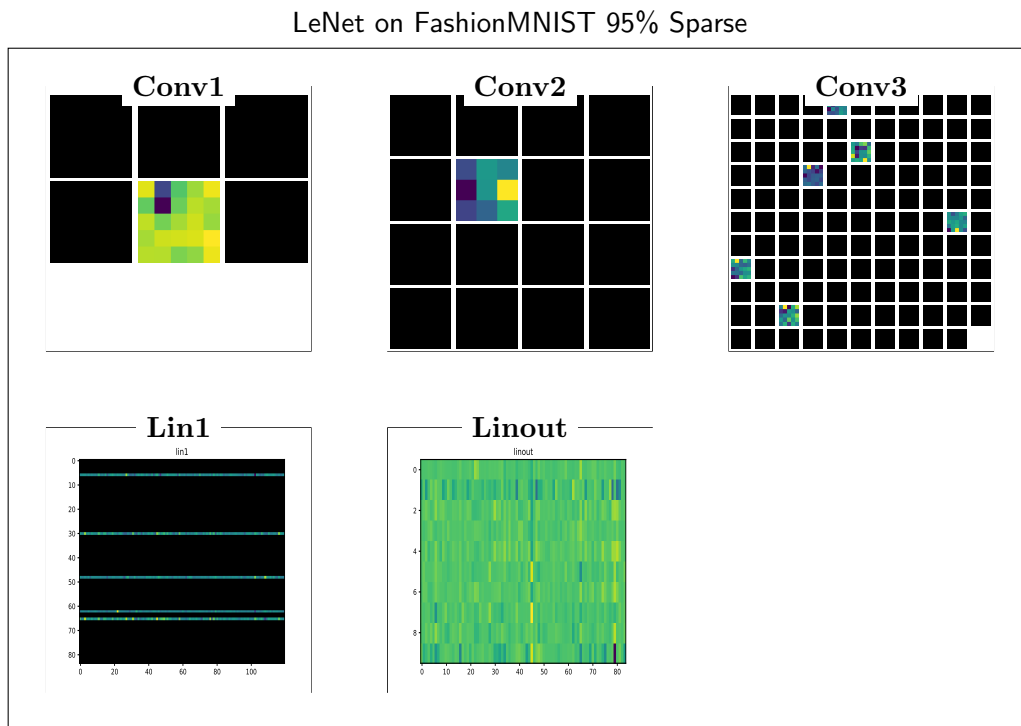 LeNet on FashionMNIST 95% Sparse
Conv1 Conv2 Conv3
Lin1 Linout
lin1
0
10
20
30
40
50
60
70
80
0 20 40 60 80 100
linout
0
2
4
6
8
0 10 20 30 40 50 60 70 80